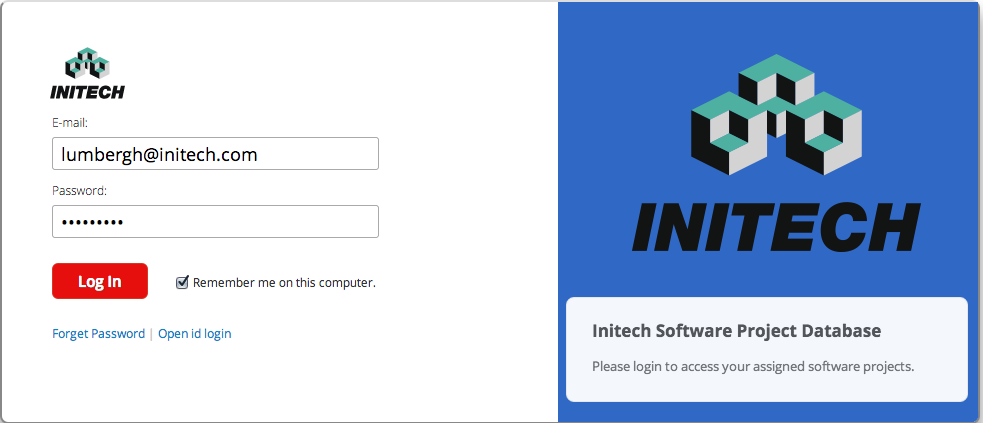 INITECH
E-mail:
lumbergh@initech.com
Password:
•••••••••
Log In
Remember me on this computer.
Forget Password | Open id login
INITECH
Initech Software Project Database
Please login to access your assigned software projects.